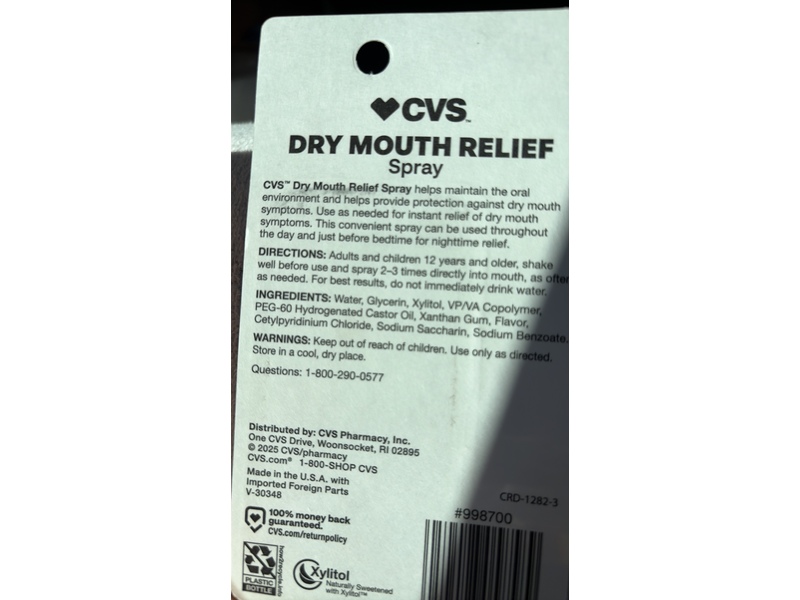 CVS™
DRY MOUTH RELIEF
Spray
CVS™ Dry Mouth Relief Spray helps maintain the oral
environment and helps provide protection against dry mouth
symptoms. Use as needed for instant relief of dry mouth
symptoms. This convenient spray can be used throughout
the day and just before bedtime for nighttime relief.
DIRECTIONS: Adults and children 12 years and older, shake
well before use and spray 2–3 times directly into mouth, as often
as needed. For best results, do not immediately drink water.
INGREDIENTS: Water, Glycerin, Xylitol, VP/VA Copolymer,
PEG-60 Hydrogenated Castor Oil, Xanthan Gum, Flavor,
Cetylpyridinium Chloride, Sodium Saccharin, Sodium Benzoate.
WARNINGS: Keep out of reach of children. Use only as directed.
Store in a cool, dry place.
Questions: 1-800-290-0577
Distributed by: CVS Pharmacy, Inc.
One CVS Drive, Woonsocket, RI 02895
© 2025 CVS/pharmacy
CVS.com® 1-800-SHOP CVS
Made in the U.S.A. with
Imported Foreign Parts
V-30348
CRD-1282-3
#998700
100% money back
guaranteed.
CVS.com/returnpolicy
how2recycle.info
PLASTIC
BOTTLE
Xylitol
Naturally Sweetened
with Xylitol™